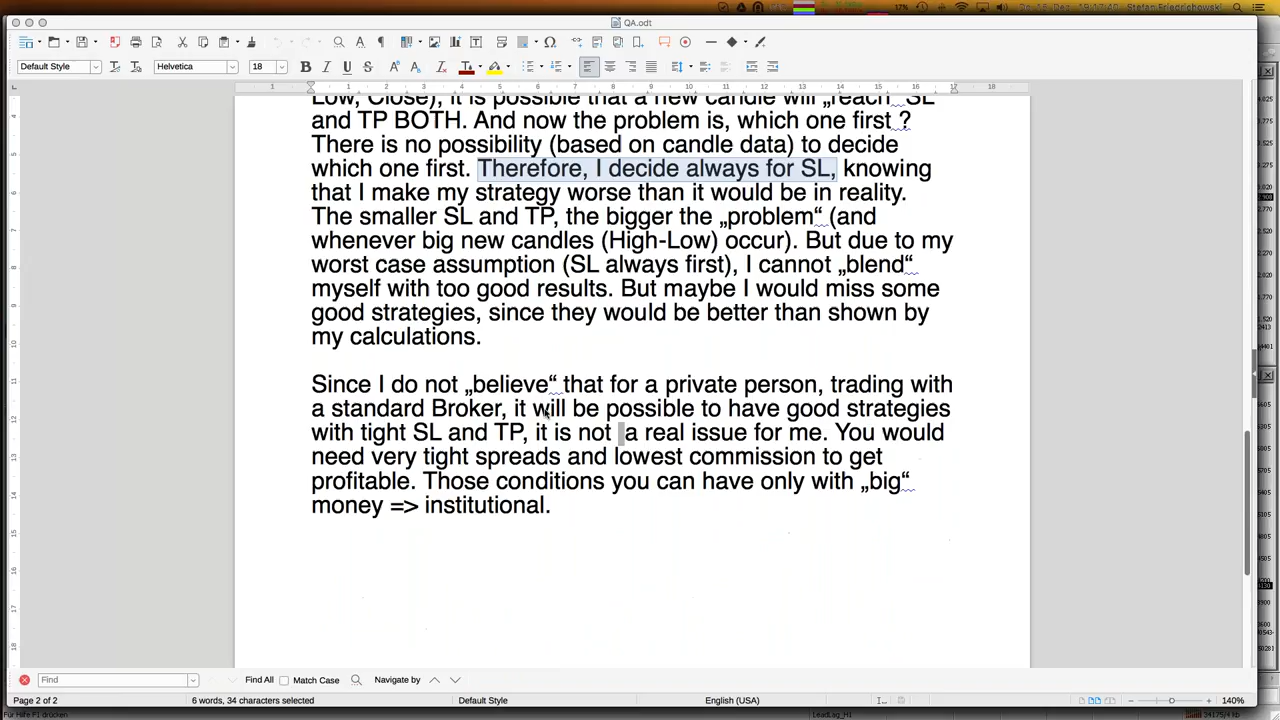 QA.odt
Default Style
Helvetica
18
Low, Close), it is possible that a new candle will „reach“ SL
and TP BOTH. And now the problem is, which one first ?
There is no possibility (based on candle data) to decide
which one first. Therefore, I decide always for SL, knowing
that I make my strategy worse than it would be in reality.
The smaller SL and TP, the bigger the „problem“ (and
whenever big new candles (High-Low) occur). But due to my
worst case assumption (SL always first), I cannot „blend“
myself with too good results. But maybe I would miss some
good strategies, since they would be better than shown by
my calculations.
Since I do not „believe“ that for a private person, trading with
a standard Broker, it will be possible to have good strategies
with tight SL and TP, it is not a real issue for me. You would
need very tight spreads and lowest commission to get
profitable. Those conditions you can have only with „big“
money => institutional.
Find
Find All
Match Case
Navigate by
Page 2 of 2
6 words, 34 characters selected
Default Style
English (USA)
140%
Für Hilfe F1 drücken
LeadLag_H1